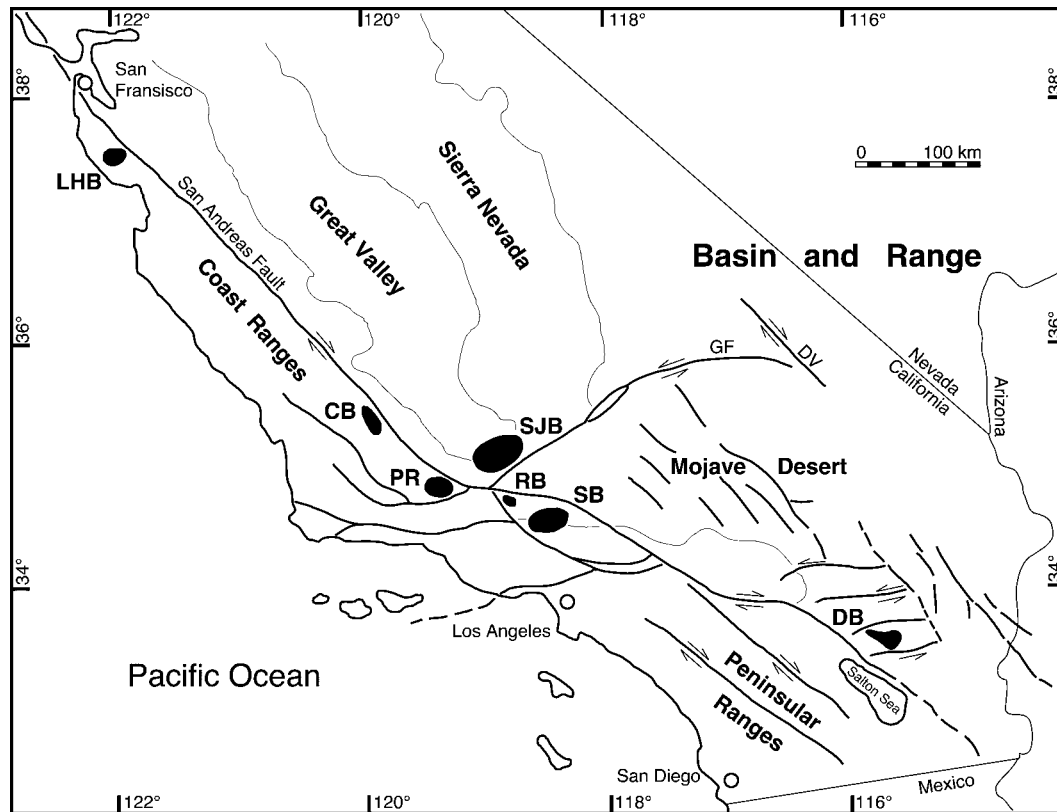 122°
120°
118°
116°
38°
38°
San
Fransisco
0 100 km
LHB
San Andreas Fault
Great Valley
Sierra Nevada
Coast Ranges
Basin and Range
36°
36°
GF
DV
Nevada
California
Arizona
CB
SJB
PR
RB
SB
Mojave Desert
34°
34°
DB
Los Angeles
Salton Sea
Pacific Ocean
Peninsular
Ranges
San Diego
Mexico
122°
120°
118°
116°